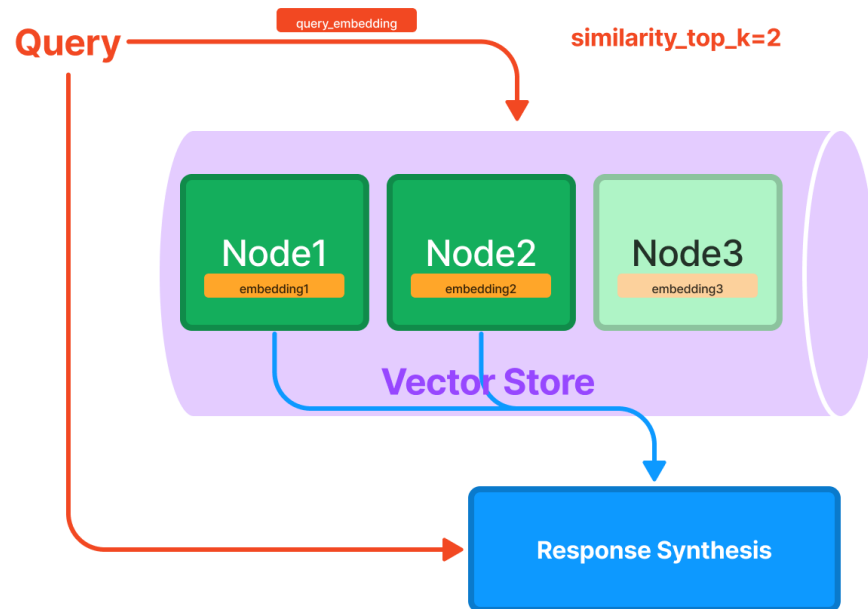 query_embedding
Query
similarity_top_k=2
Node1
Node2
Node3
embedding1
embedding2
embedding3
Vector Store
Response Synthesis